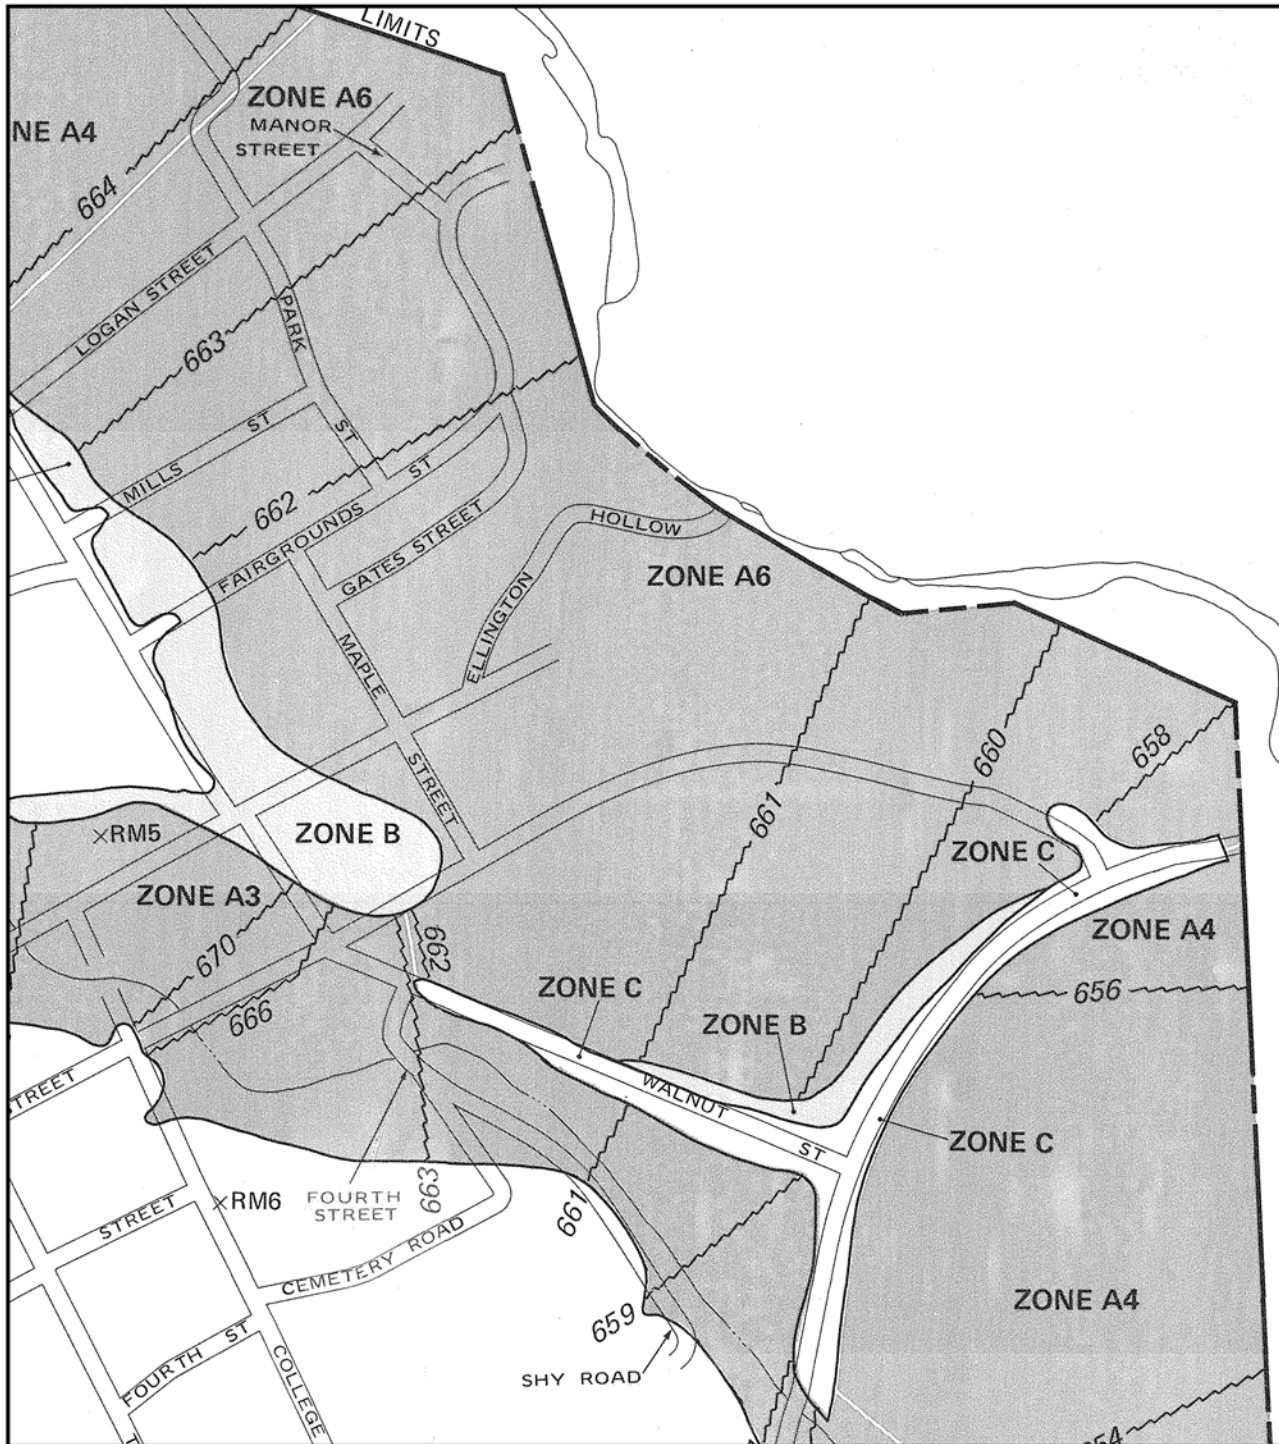 LIMITS
ZONE A6
MANOR
STREET
NE A4
664
LOGAN STREET
PARK
ST
663
MILLS ST
662
FAIRGROUNDS ST
GATES STREET
HOLLOW
ELLINGTON
ZONE A6
MAPLE
STREET
658
660
661
ZONE B
RM5
ZONE C
ZONE A3
ZONE A4
662
670
ZONE C
656
666
ZONE B
WALNUT ST
TREET
ZONE C
663
STREET
RM6
FOURTH
STREET
661
CEMETERY ROAD
ZONE A4
659
FOURTH ST
COLLEGE
SHY ROAD